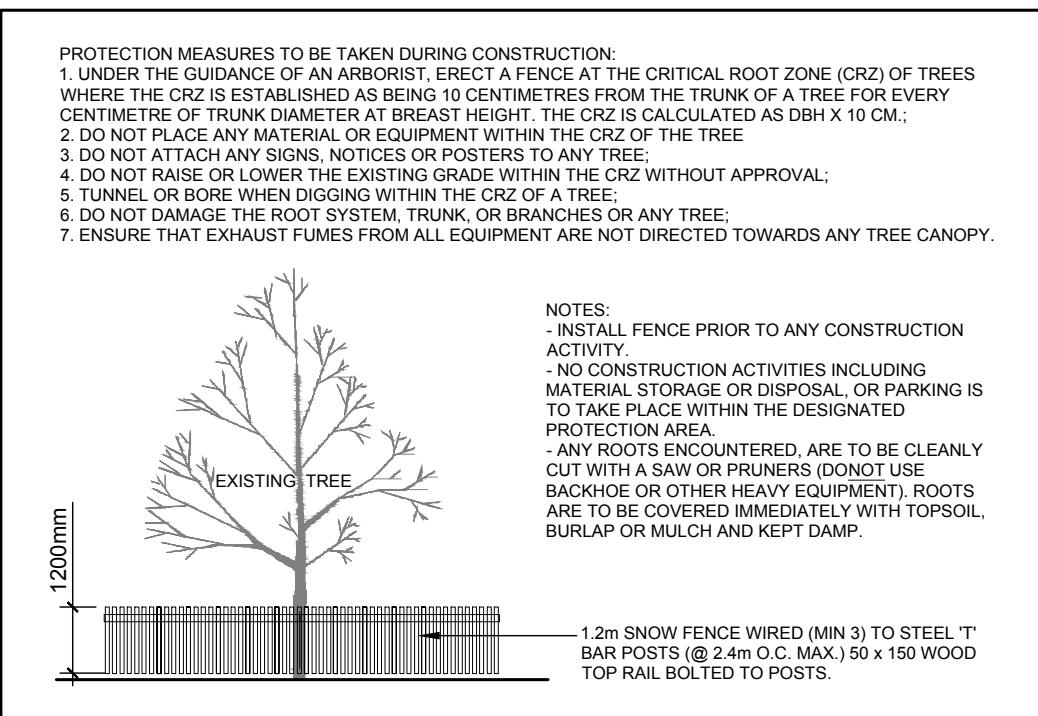 PROTECTION MEASURES TO BE TAKEN DURING CONSTRUCTION:
1. UNDER THE GUIDANCE OF AN ARBORIST, ERECT A FENCE AT THE CRITICAL ROOT ZONE (CRZ) OF TREES
WHERE THE CRZ IS ESTABLISHED AS BEING 10 CENTIMETRES FROM THE TRUNK OF A TREE FOR EVERY
CENTIMETRE OF TRUNK DIAMETER AT BREAST HEIGHT. THE CRZ IS CALCULATED AS DBH X 10 CM.;
2. DO NOT PLACE ANY MATERIAL OR EQUIPMENT WITHIN THE CRZ OF THE TREE
3. DO NOT ATTACH ANY SIGNS, NOTICES OR POSTERS TO ANY TREE;
4. DO NOT RAISE OR LOWER THE EXISTING GRADE WITHIN THE CRZ WITHOUT APPROVAL;
5. TUNNEL OR BORE WHEN DIGGING WITHIN THE CRZ OF A TREE;
6. DO NOT DAMAGE THE ROOT SYSTEM, TRUNK, OR BRANCHES OR ANY TREE;
7. ENSURE THAT EXHAUST FUMES FROM ALL EQUIPMENT ARE NOT DIRECTED TOWARDS ANY TREE CANOPY.
NOTES:
- INSTALL FENCE PRIOR TO ANY CONSTRUCTION
ACTIVITY.
- NO CONSTRUCTION ACTIVITIES INCLUDING
MATERIAL STORAGE OR DISPOSAL, OR PARKING IS
TO TAKE PLACE WITHIN THE DESIGNATED
PROTECTION AREA.
- ANY ROOTS ENCOUNTERED, ARE TO BE CLEANLY
CUT WITH A SAW OR PRUNERS (DONOT USE
BACKHOE OR OTHER HEAVY EQUIPMENT). ROOTS
ARE TO BE COVERED IMMEDIATELY WITH TOPSOIL,
BURLAP OR MULCH AND KEPT DAMP.
EXISTING TREE
1200mm
1.2m SNOW FENCE WIRED (MIN 3) TO STEEL 'T'
BAR POSTS (@ 2.4m O.C. MAX.) 50 x 150 WOOD
TOP RAIL BOLTED TO POSTS.